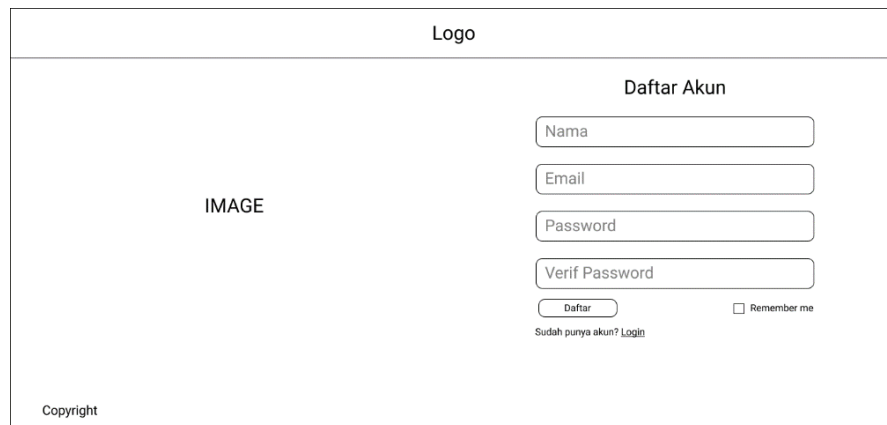 Logo
IMAGE
Daftar Akun
Nama
Email
Password
Verif Password
Daftar
Remember me
Sudah punya akun? Login
Copyright